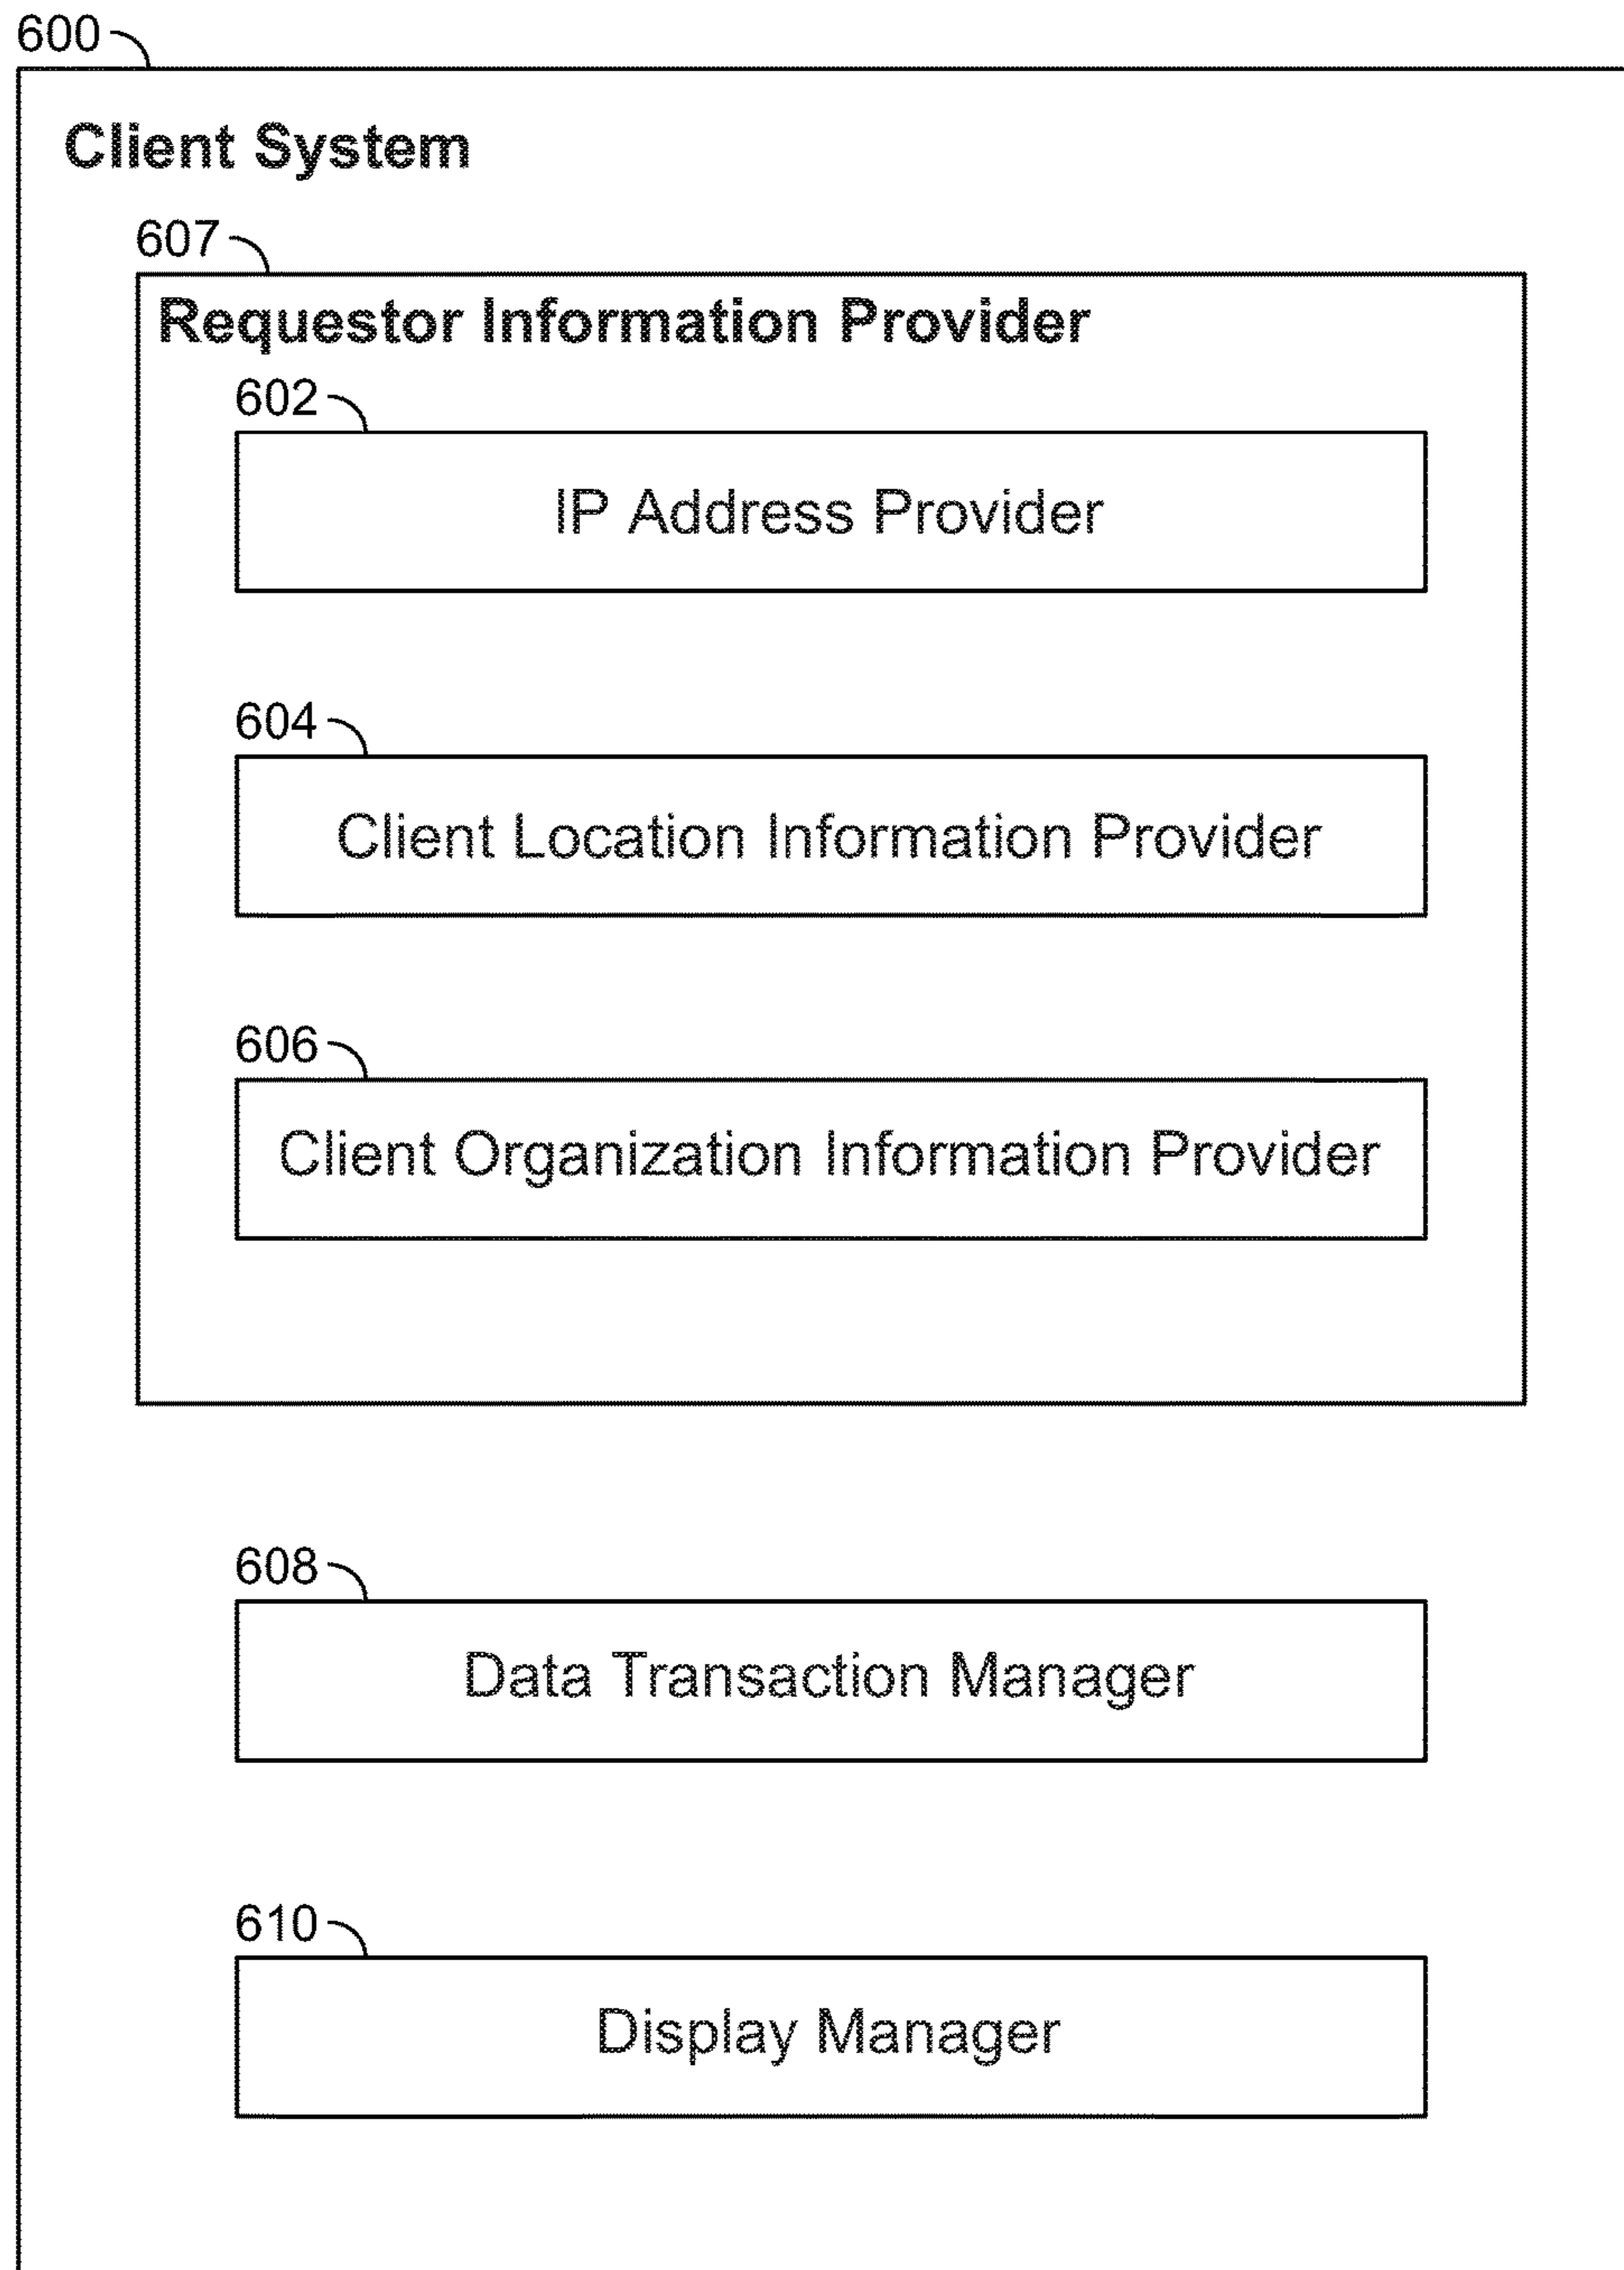 600
Client System
607
Requestor Information Provider
602
IP Address Provider
604
Client Location Information Provider
606
Client Organization Information Provider
608
Data Transaction Manager
610
Display Manager